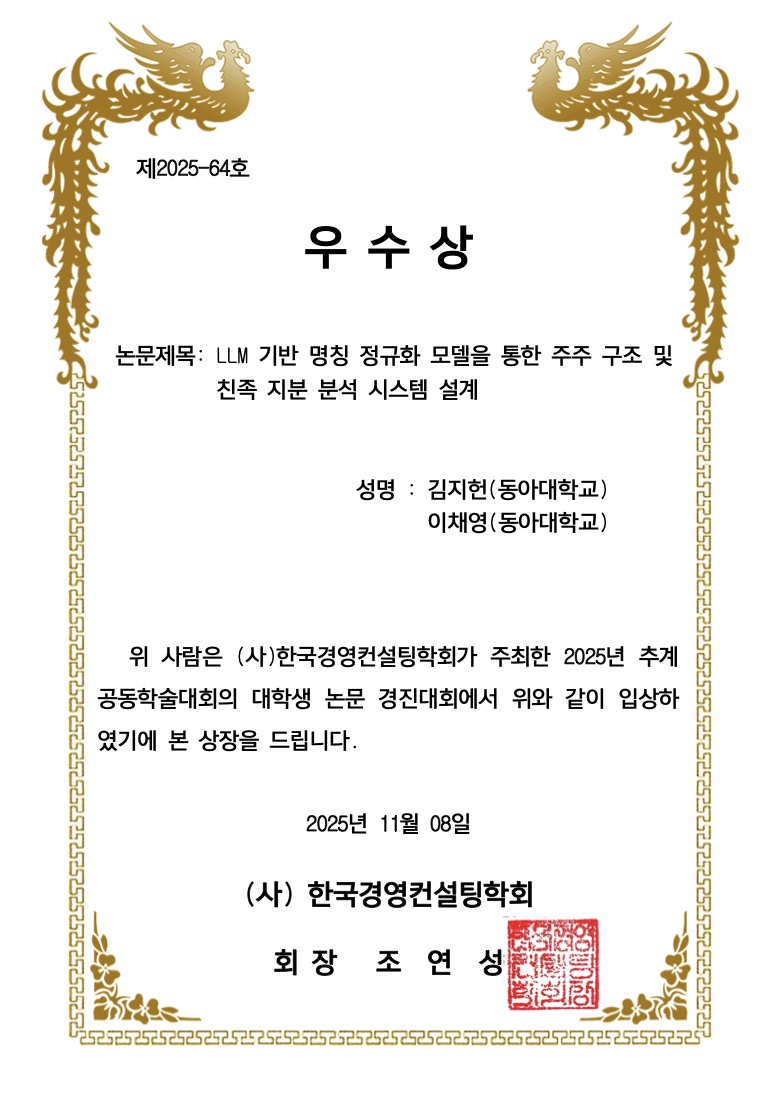 제2025-64호
우 수 상
논문제목: LLM 기반 명칭 정규화 모델을 통한 주주 구조 및
친족 지분 분석 시스템 설계
성명 : 김지헌(동아대학교)
이채영(동아대학교)
위 사람은 (사)한국경영컨설팅학회가 주최한 2025년 추계
공동학술대회의 대학생 논문 경진대회에서 위와 같이 입상하
였기에 본 상장을 드립니다.
2025년 11월 08일
(사) 한국경영컨설팅학회
회 장 조 연 성